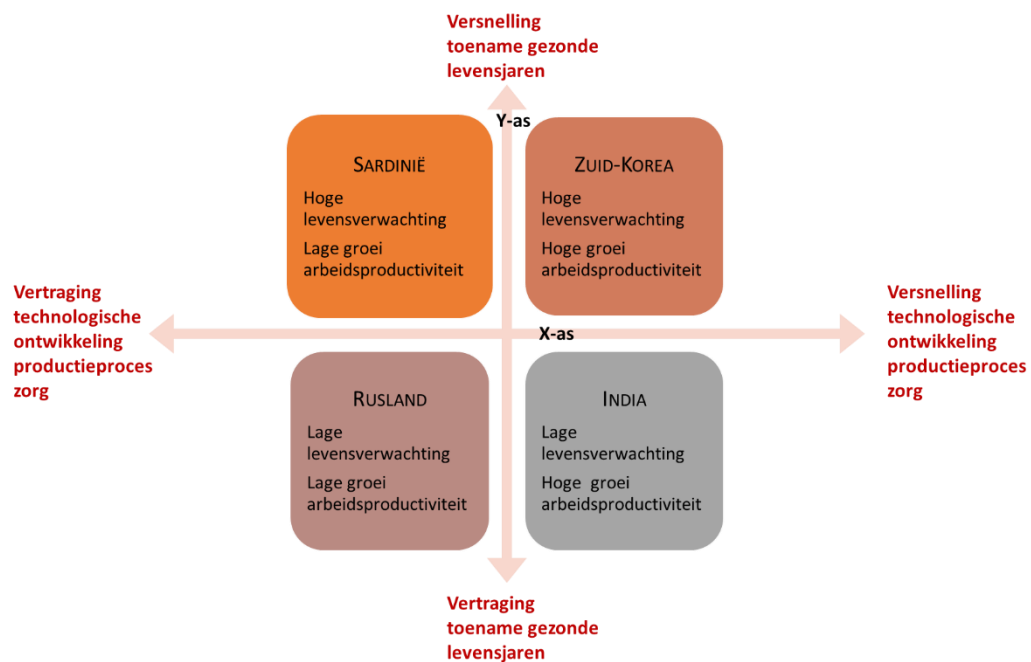 Versnelling
toename gezonde
levensjaren
Y-as
SARDINIË
Hoge
levensverwachting
Lage groei
arbeidsproductiviteit
ZUID-KOREA
Hoge
levensverwachting
Hoge groei
arbeidsproductiviteit
Vertraging
technologische
ontwikkeling
productieproces
zorg
X-as
Versnelling
technologische
ontwikkeling
productieproces
zorg
RUSLAND
Lage
levensverwachting
Lage groei
arbeidsproductiviteit
INDIA
Lage
levensverwachting
Hoge groei
arbeidsproductiviteit
Vertraging
toename gezonde
levensjaren